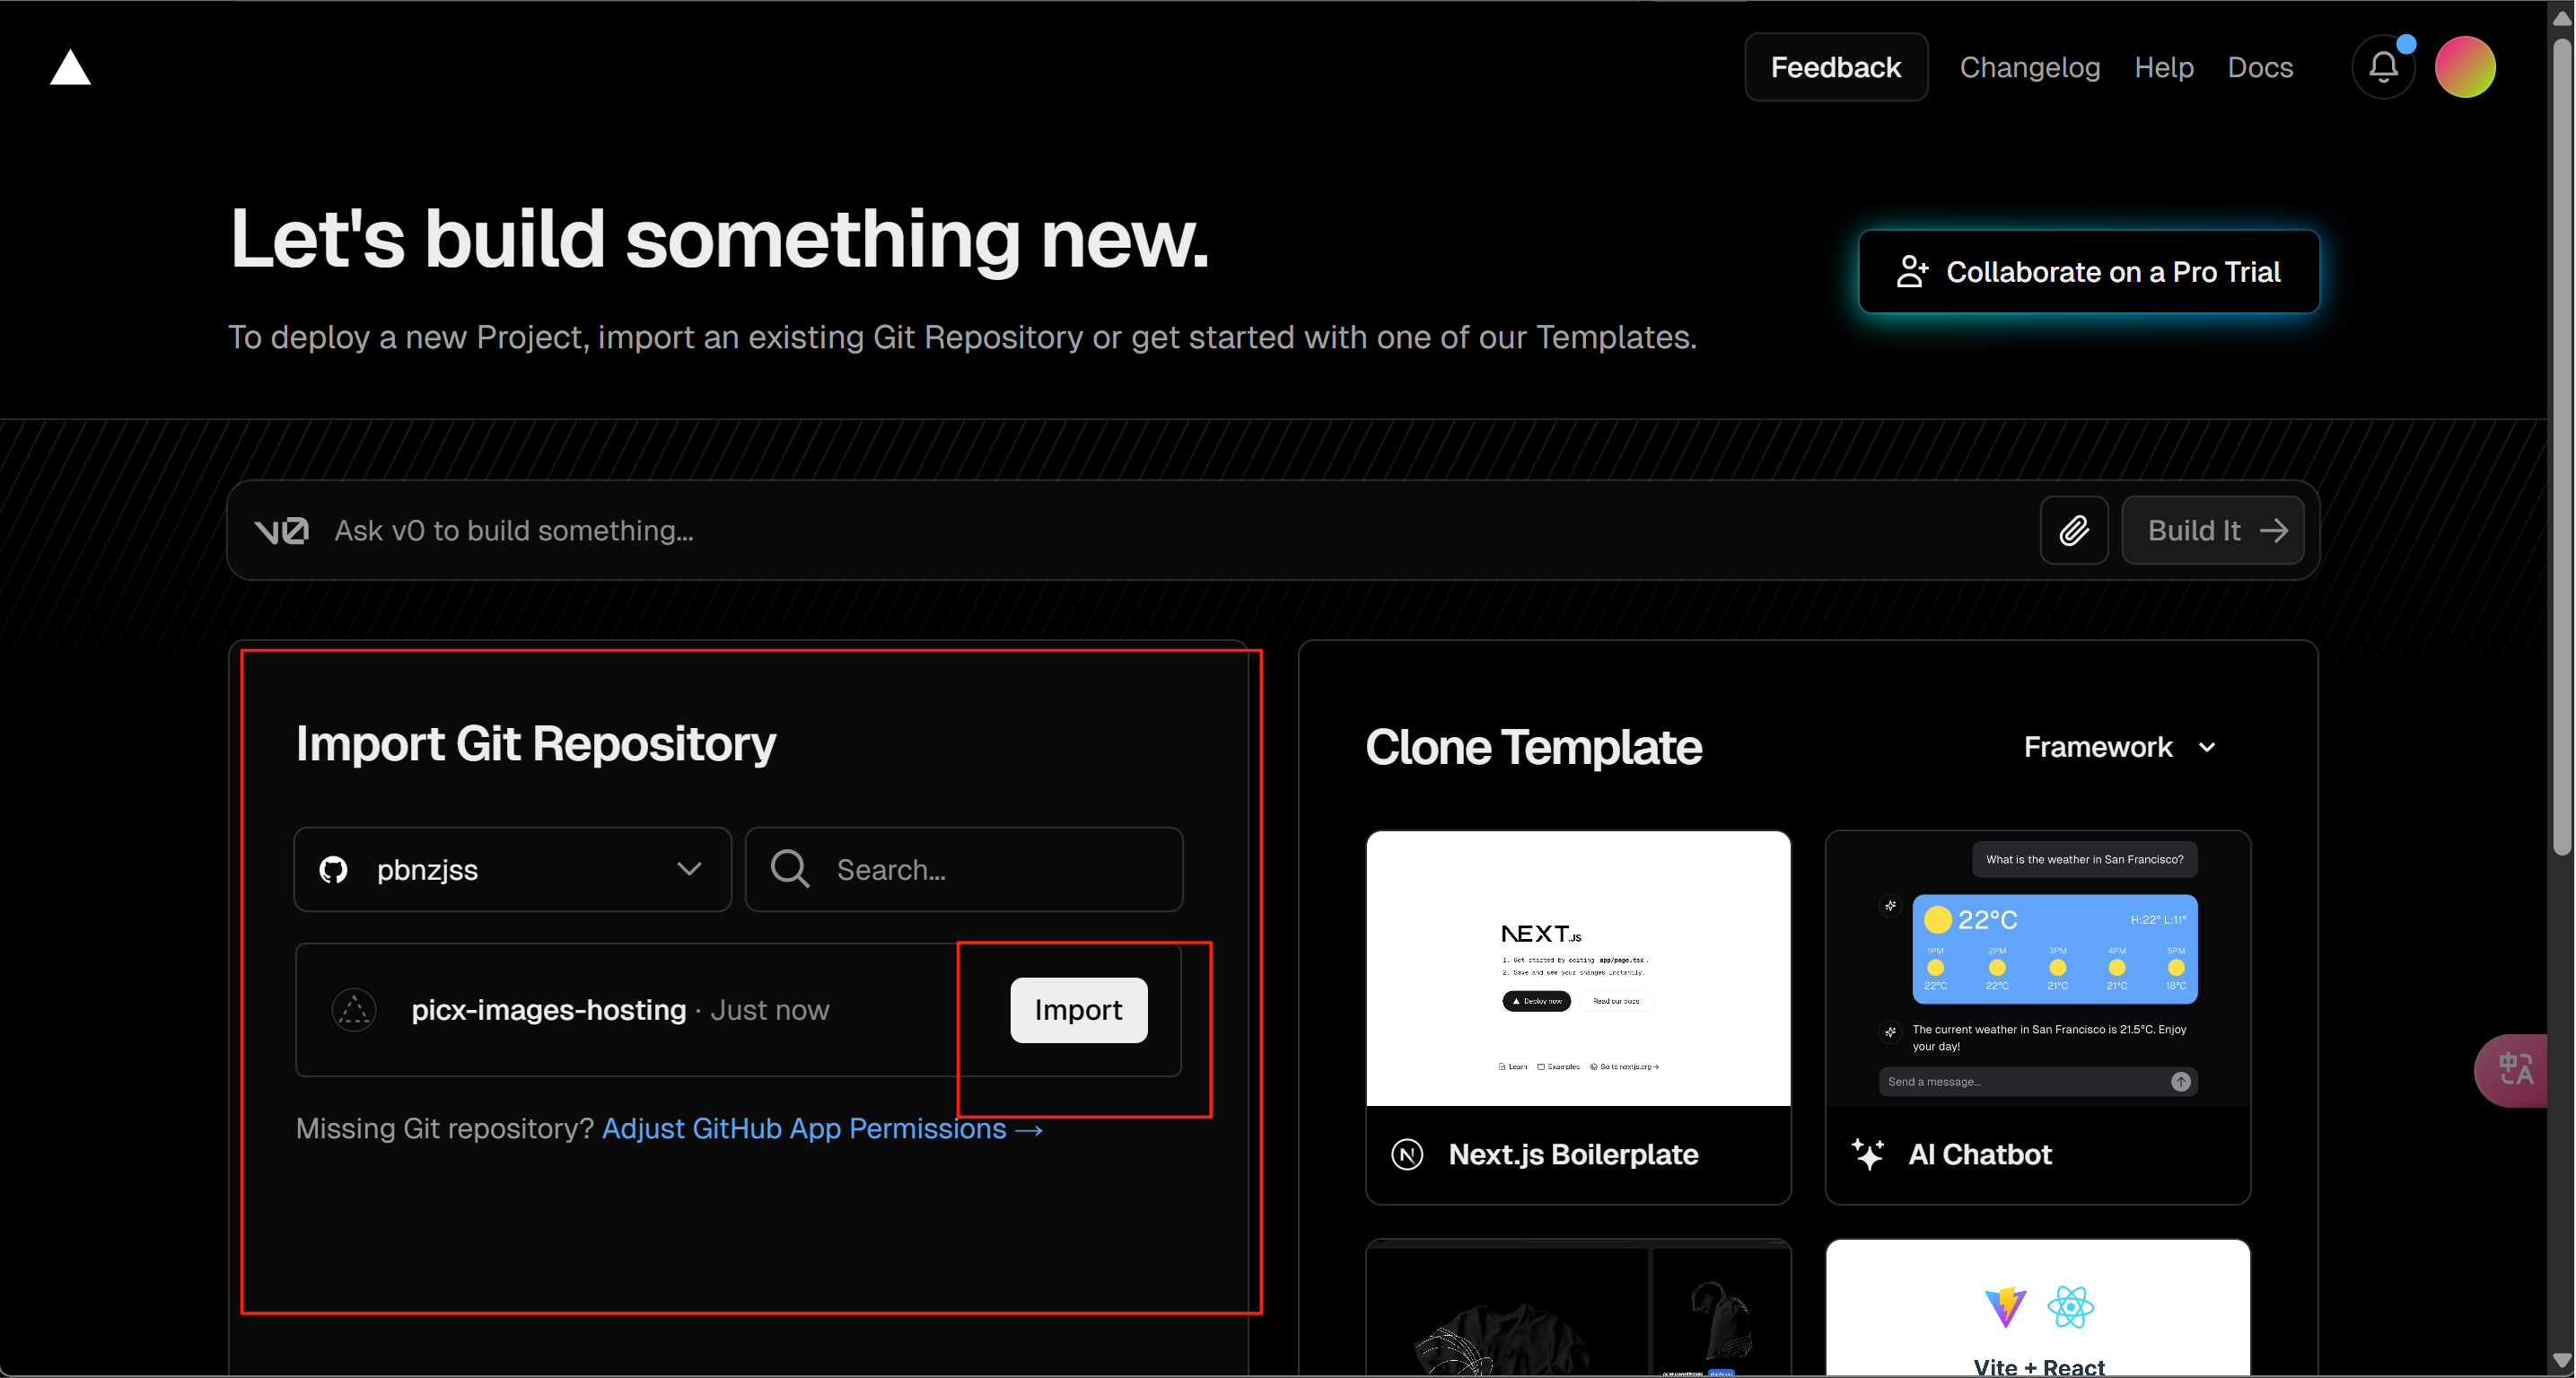 Feedback
Changelog
Help
Docs
Let's build something new.
Collaborate on a Pro Trial
To deploy a new Project, import an existing Git Repository or get started with one of our Templates.
v0
Ask v0 to build something...
Build It →
Import Git Repository
pbnzjss
Search...
picx-images-hosting · Just now
Import
Missing Git repository? Adjust GitHub App Permissions →
Clone Template
Framework
NEXT.JS
1. Get started by editing app/page.tsx.
2. Save and see your changes instantly.
Deploy now
Read our docs
Learn
Examples
Go to nextjs.org →
Next.js Boilerplate
What is the weather in San Francisco?
22°C
H:22° L:11°
1PM 2PM 3PM 4PM 5PM
22°C 22°C 21°C 21°C 18°C
The current weather in San Francisco is 21.5°C. Enjoy
your day!
Send a message...
AI Chatbot
Vite + React
中
A